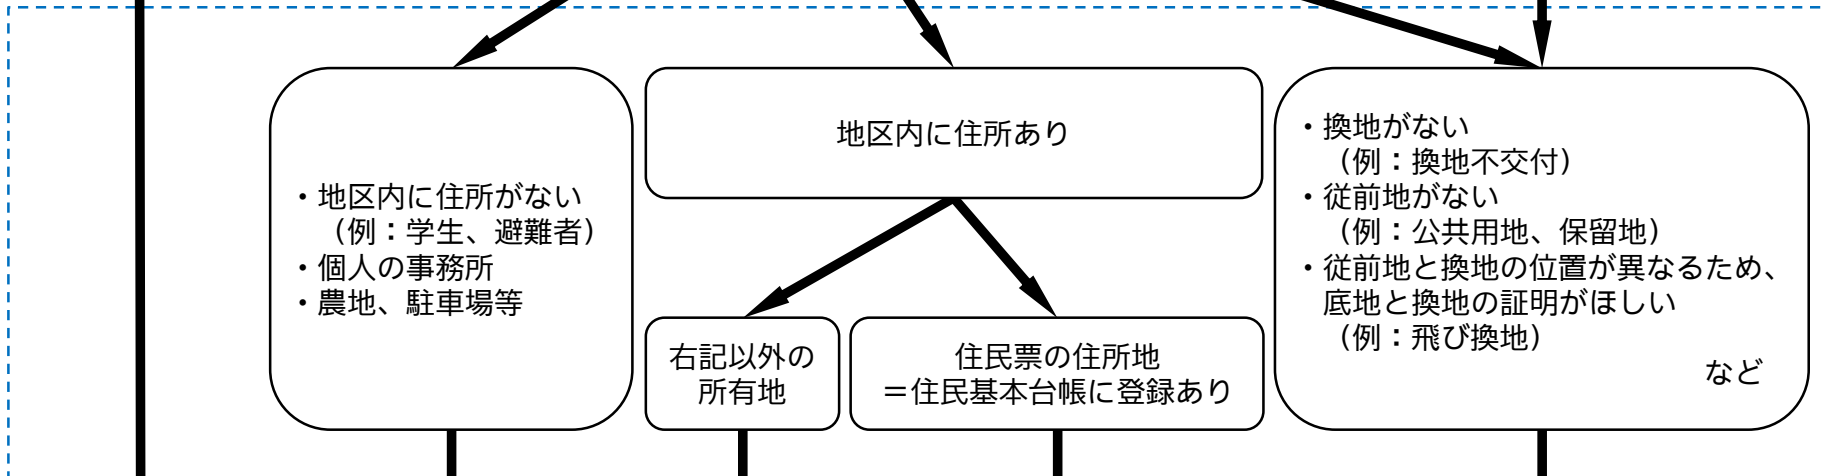 ・地区内に住所がない
（例：学生、避難者）
・個人の事務所
・農地、駐車場等
地区内に住所あり
右記以外の
所有地
住民票の住所地
＝住民基本台帳に登録あり
・換地がない
（例：換地不交付）
・従前地がない
（例：公共用地、保留地）
・従前地と換地の位置が異なるため、
底地と換地の証明がほしい
（例：飛び換地）
など